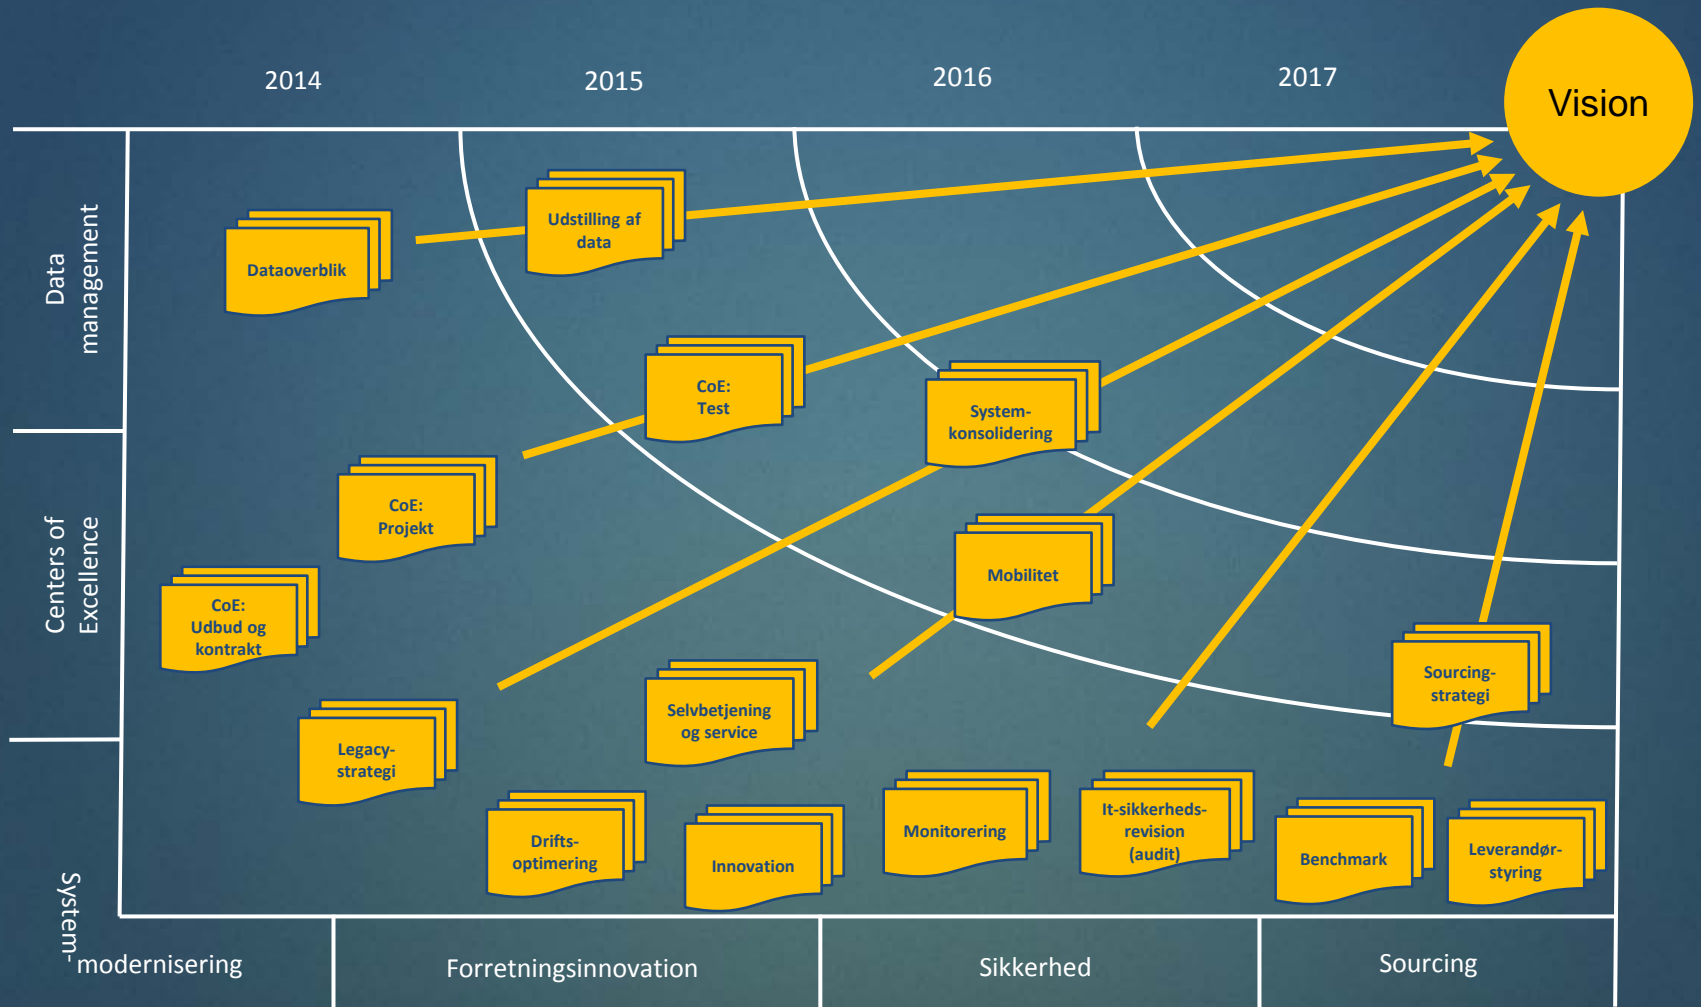 2014
2015
2016
2017
Vision
Data
management
Centers of
Excellence
System-
modernisering
Forretningsinnovation
Sikkerhed
Sourcing
Dataoverblik
Udstilling af
data
CoE:
Test
CoE:
Projekt
CoE:
Udbud og
kontrakt
System-
konsolidering
Mobilitet
Legacy-
strategi
Selvbetjening
og service
Sourcing-
strategi
Drifts-
optimering
Innovation
Monitorering
It-sikkerheds-
revision
(audit)
Benchmark
Leverandør-
styring